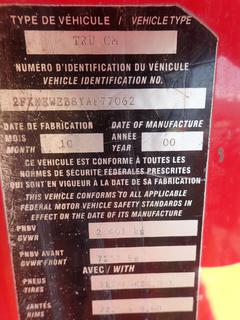 TYPE DE VÉHICULE / VEHICLE TYPE
NUMÉRO D'IDENTIFICATION DU VÉHICULE
VEHICLE IDENTIFICATION NO.
DATE DE FABRICATION / DATE OF MANUFACTURE
MOIS MONTH 10 ANNÉE YEAR 00
CE VÉHICULE EST CONFORME À TOUTES LES
NORMES DE SÉCURITÉ FÉDÉRALES PRESCRITES
QUI SONT EN VIGUEUR À LA DATE DE SA FABRICATION
THIS VEHICLE CONFORMS TO ALL APPLICABLE
FEDERAL MOTOR VEHICLE SAFETY STANDARDS
IN EFFECT ON THE DATE OF MANUFACTURE
PNBV
GVWR kg
PNBV AVANT
GVWR FRONT kg
AVEC / WITH
PNEUS
TIRES
JANTES
RIMS